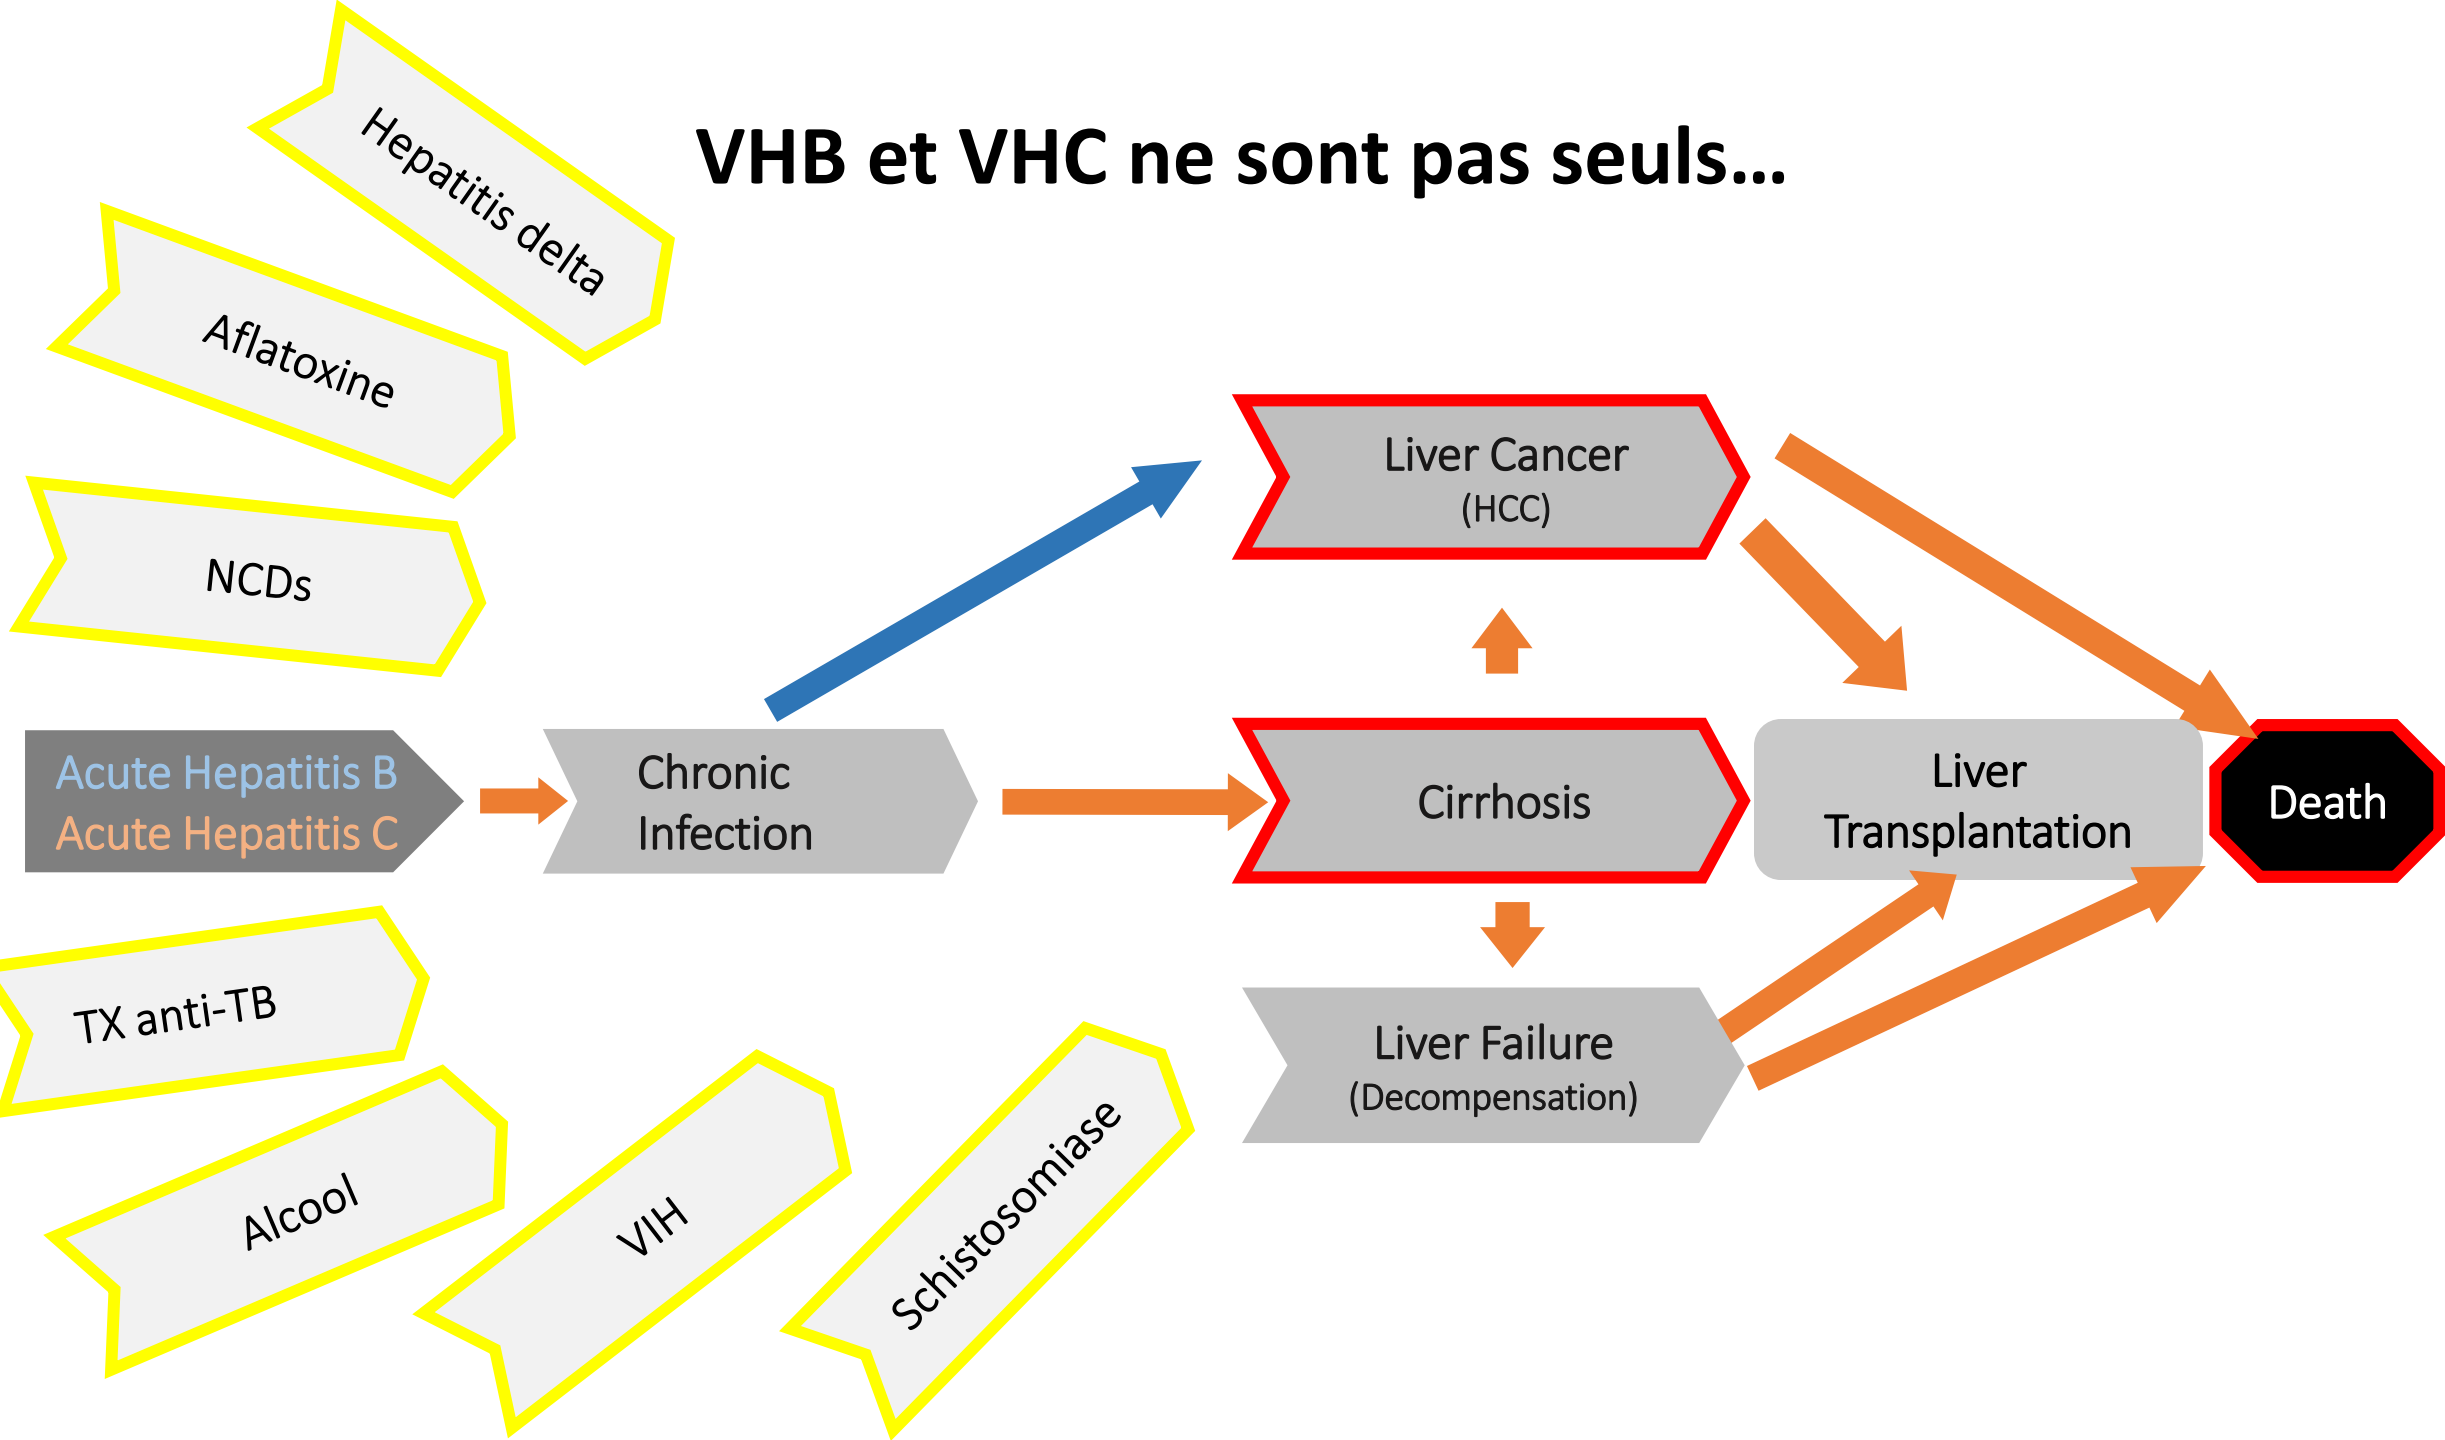 VHB et VHC ne sont pas seuls...
Hepatitis delta
Aflatoxine
NCDs
Acute Hepatitis B
Acute Hepatitis C
Chronic
Infection
Liver Cancer
(HCC)
Cirrhosis
Liver
Transplantation
Death
Liver Failure
(Decompensation)
TX anti-TB
Alcool
VIH
Schistosomiase